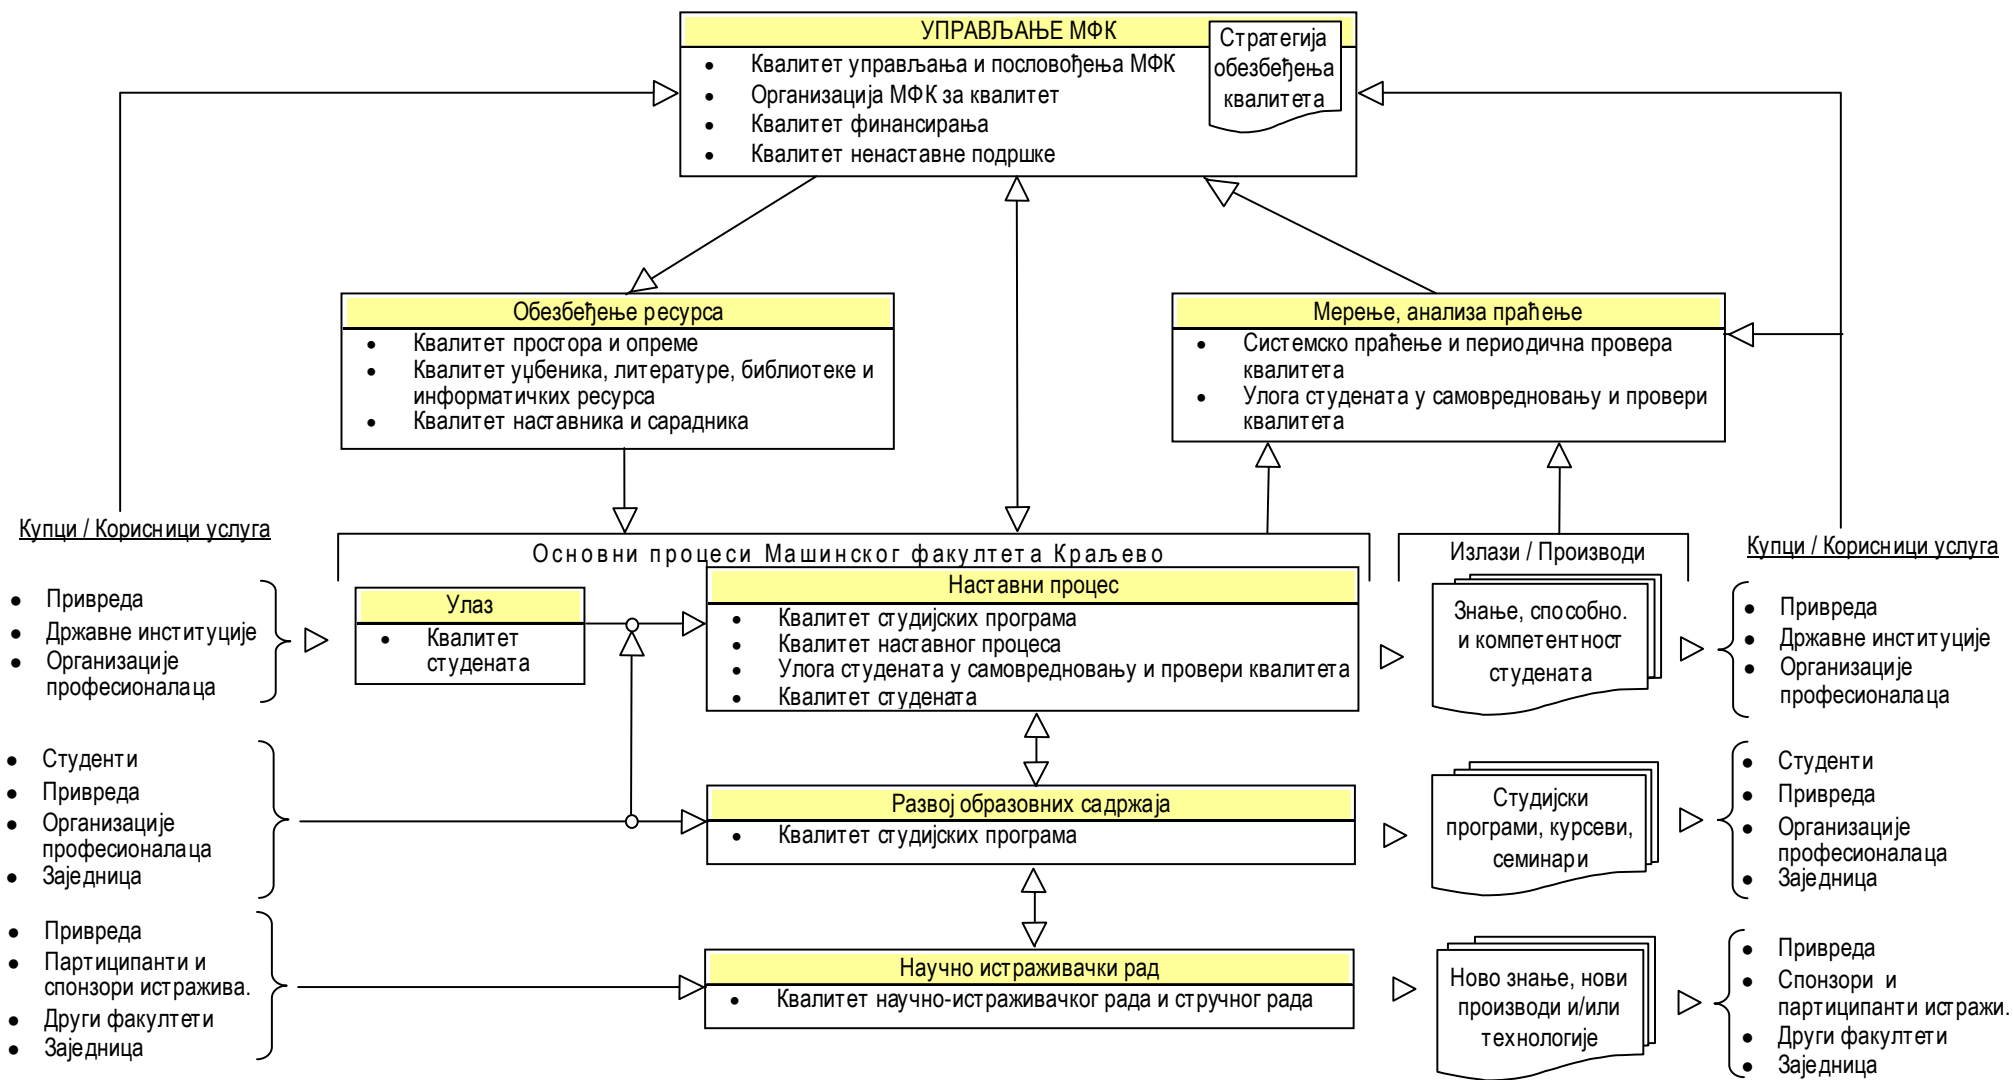 УПРАВЉАЊЕ МФК
Стратегија
обезбеђења
квалитета
• Квалитет управљања и пословођења МФК
• Организација МФК за квалитет
• Квалитет финансирања
• Квалитет ненаставне подршке
Обезбеђење ресурса
• Квалитет простора и опреме
• Квалитет уџбеника, литературе, библиотеке и
информатичких ресурса
• Квалитет наставника и сарадника
Мерење, анализа праћење
• Системско праћење и периодична провера
квалитета
• Улога студената у самовредновању и провери
квалитета
Купци / Корисници услуга
Основни процеси Машинског факултета Краљево
Излази / Производи
Купци / Корисници услуга
• Привреда
• Државне институције
• Организације
професионалаца
Улаз
• Квалитет
студената
Наставни процес
• Квалитет студијских програма
• Квалитет наставног процеса
• Улога студената у самовредновању и провери квалитета
• Квалитет студената
Знање, способно.
и компетентност
студената
• Привреда
• Државне институције
• Организације
професионалаца
• Студенти
• Привреда
• Организације
професионалаца
• Заједница
Развој образовних садржаја
• Квалитет студијских програма
Студијски
програми, курсеви,
семинари
• Студенти
• Привреда
• Организације
професионалаца
• Заједница
• Привреда
• Партиципанти и
спонзори истражива.
• Други факултети
• Заједница
Научно истраживачки рад
• Квалитет научно-истраживачког рада и стручног рада
Ново знање, нови
производи и/или
технологије
• Привреда
• Спонзори и
партиципанти истражи.
• Други факултети
• Заједница